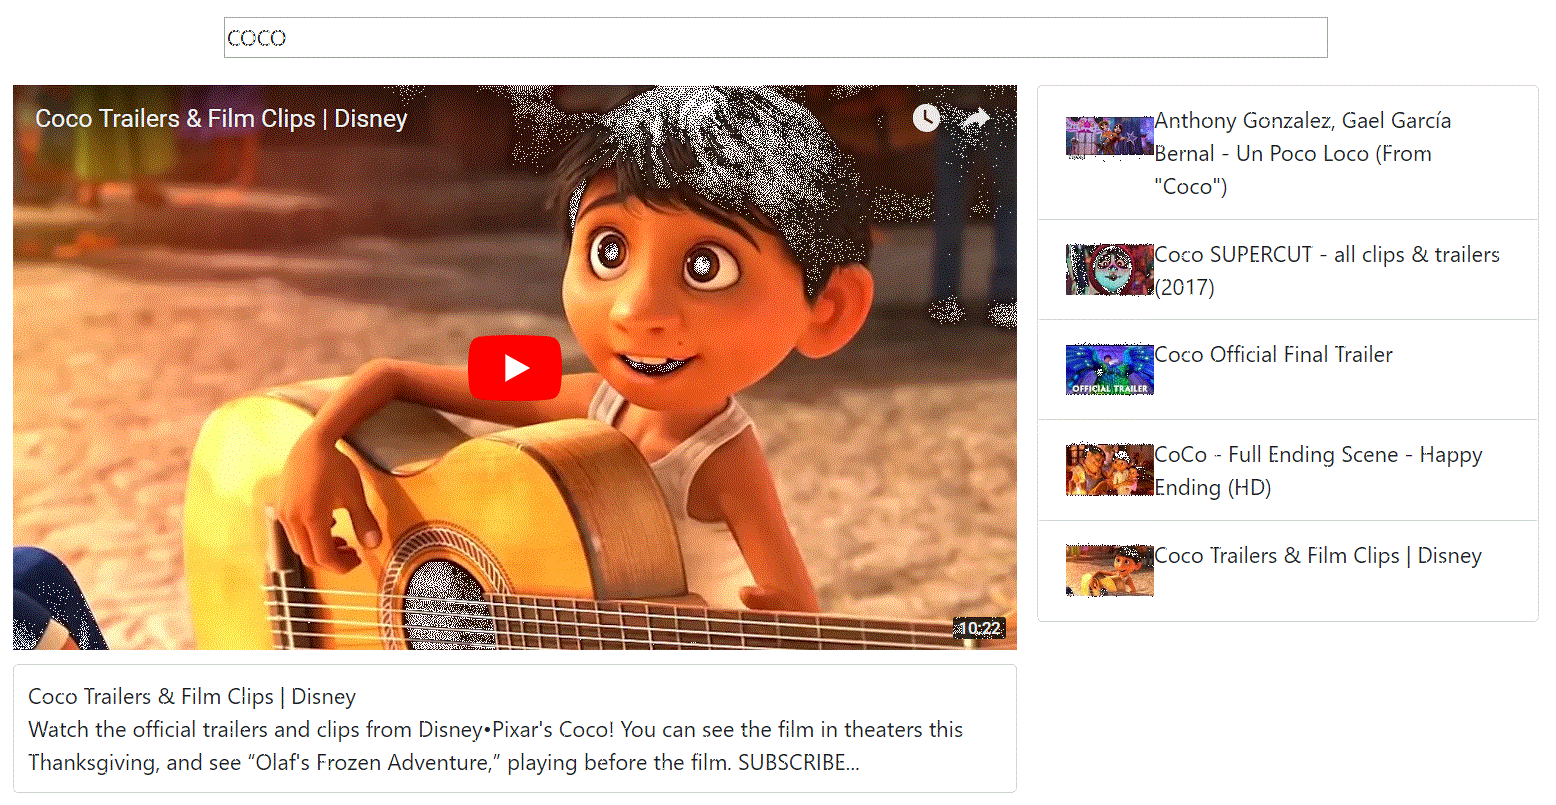 COCO
Coco Trailers & Film Clips | Disney
10:22
Coco Trailers & Film Clips | Disney
Watch the official trailers and clips from Disney•Pixar's Coco! You can see the film in theaters this
Thanksgiving, and see “Olaf's Frozen Adventure,” playing before the film. SUBSCRIBE...
Anthony Gonzalez, Gael García
Bernal - Un Poco Loco (From
"Coco")
Coco SUPERCUT - all clips & trailers
(2017)
Coco Official Final Trailer
OFFICIAL TRAILER
CoCo - Full Ending Scene - Happy
Ending (HD)
Coco Trailers & Film Clips | Disney